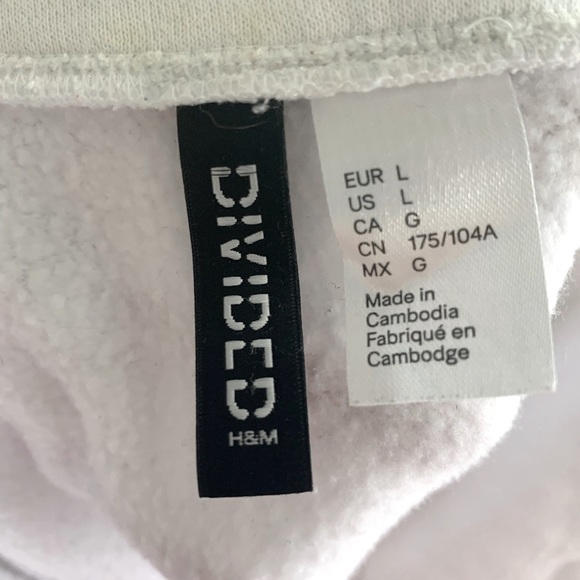 DIVIDED
H&M
EUR L
US L
CA G
CN 175/104A
MX G
Made in
Cambodia
Fabriqué en
Cambodge